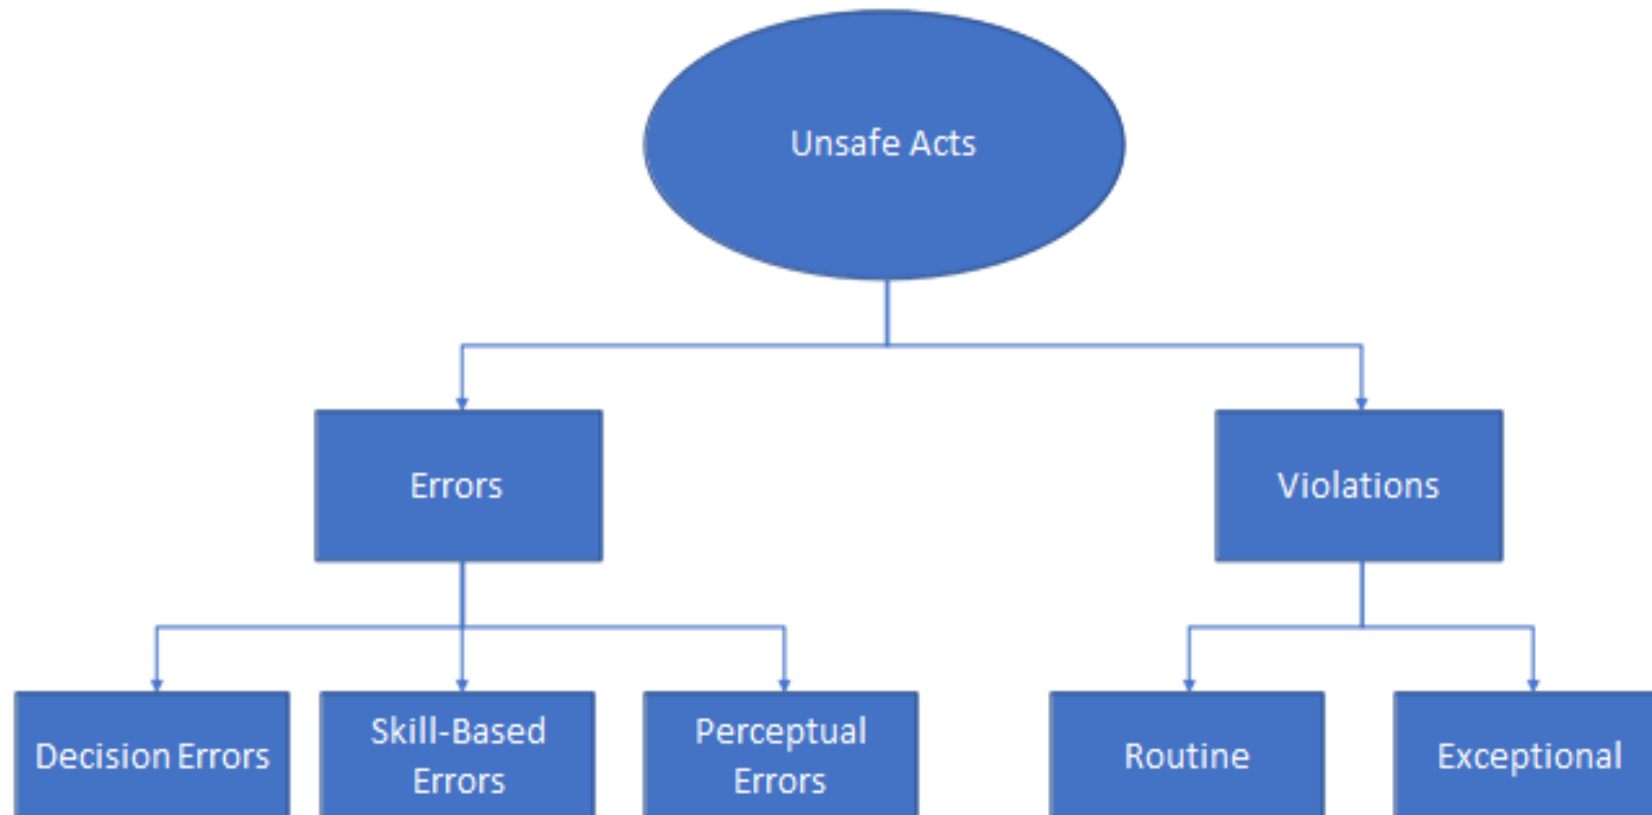 Unsafe Acts
Errors
Violations
Decision Errors
Skill-Based
Errors
Perceptual
Errors
Routine
Exceptional